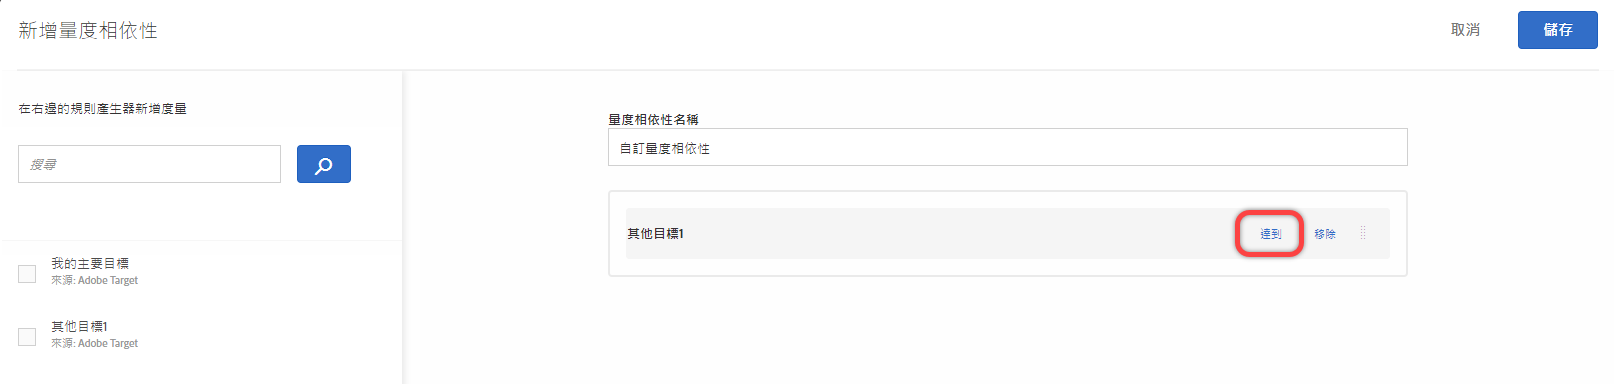 新增量度相依性
取消
儲存
在右邊的規則產生器新增度量
搜尋
我的主要目標
來源: Adobe Target
其他目標1
來源: Adobe Target
量度相依性名稱
自訂量度相依性
其他目標1
達到
移除